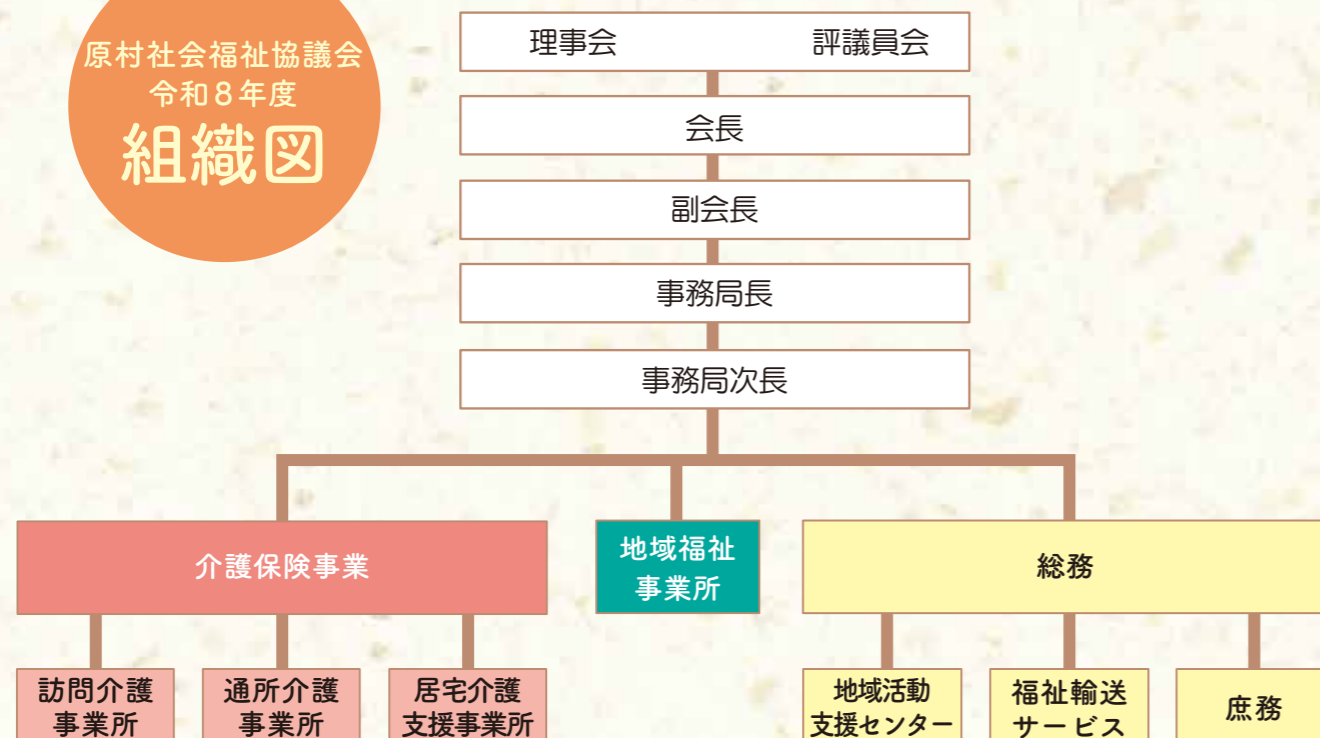 原村社会福祉協議会
令和8年度
組織図
理事会 評議員会
会長
副会長
事務局長
事務局次長
介護保険事業
地域福祉
事業所
総務
訪問介護
事業所
通所介護
事業所
居宅介護
支援事業所
地域活動
支援センター
福祉輸送
サービス
庶務